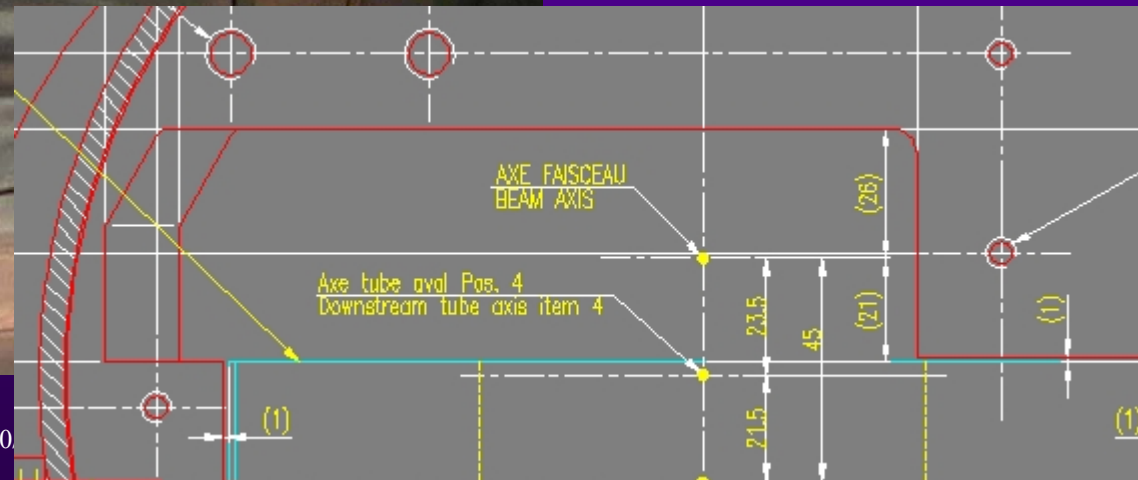 AXE FAISCEAU
BEAM AXIS
(26)
Axe tube aval Pos. 4
Downstream tube axis item 4
23.5
45
(21)
(1)
(1)
21.5
(1)